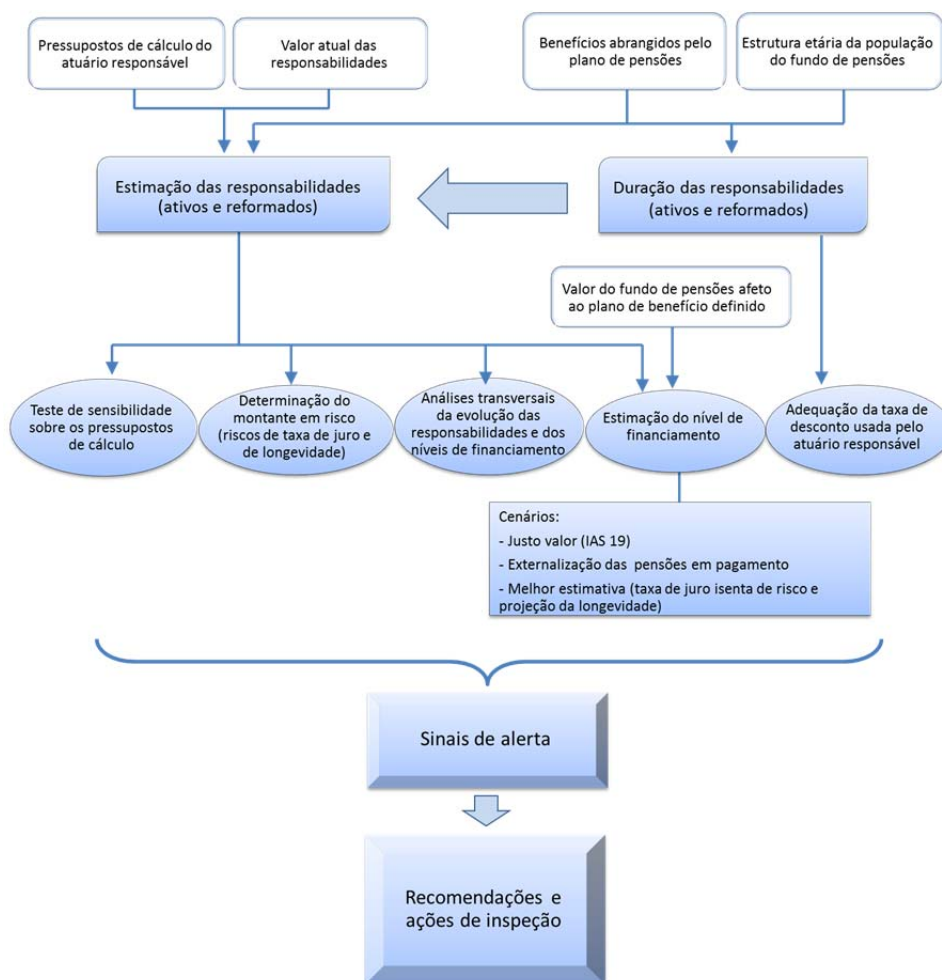 Pressupostos de cálculo do
atuário responsável
Valor atual das
responsabilidades
Benefícios abrangidos pelo
plano de pensões
Estrutura etária da população
do fundo de pensões
Estimação das responsabilidades
(ativos e reformados)
Duração das responsabilidades
(ativos e reformados)
Valor do fundo de pensões afeto
ao plano de benefício definido
Teste de sensibilidade
sobre os pressupostos
de cálculo
Determinação do
montante em risco
(riscos de taxa de juro e
de longevidade)
Análises transversais
da evolução das
responsabilidades e dos
níveis de financiamento
Estimação do nível de
financiamento
Adequação da taxa de
desconto usada pelo
atuário responsável
Cenários:
- Justo valor (IAS 19)
- Externalização das pensões em pagamento
- Melhor estimativa (taxa de juro isenta de risco e
projeção da longevidade)
Sinais de alerta
Recomendações e
ações de inspeção